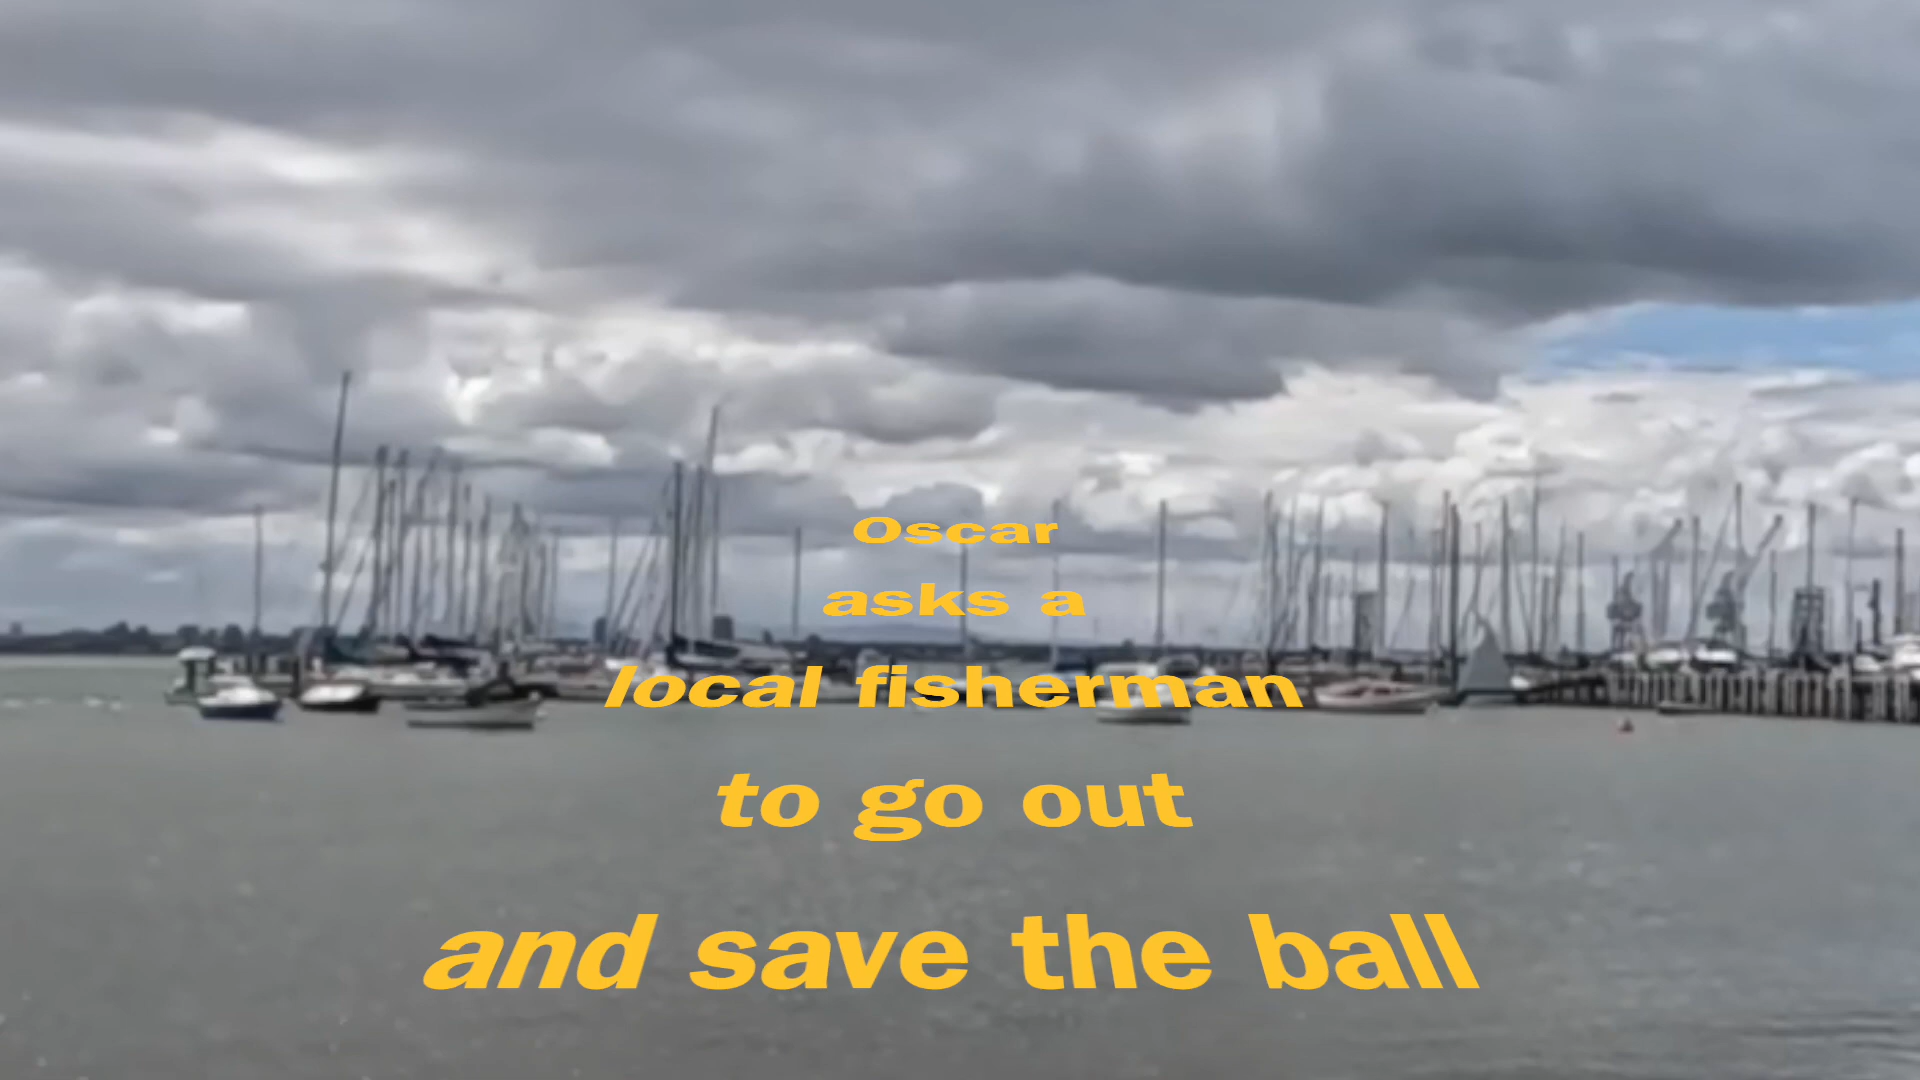 Oscar
asks a
local fisherman
to go out
and save the ball